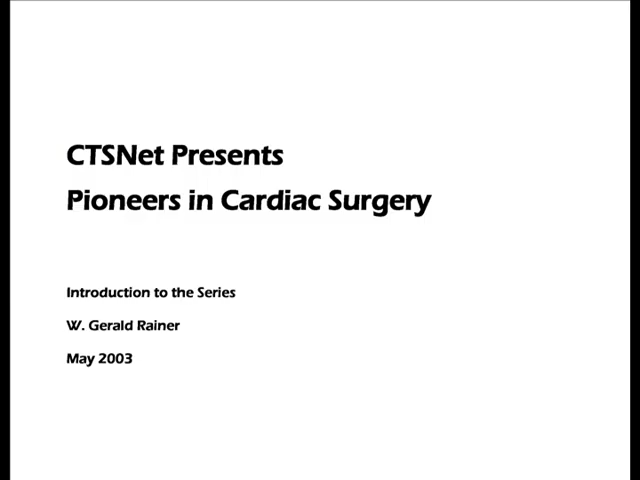 CTSNet Presents
Pioneers in Cardiac Surgery
Introduction to the Series
W. Gerald Rainer
May 2003